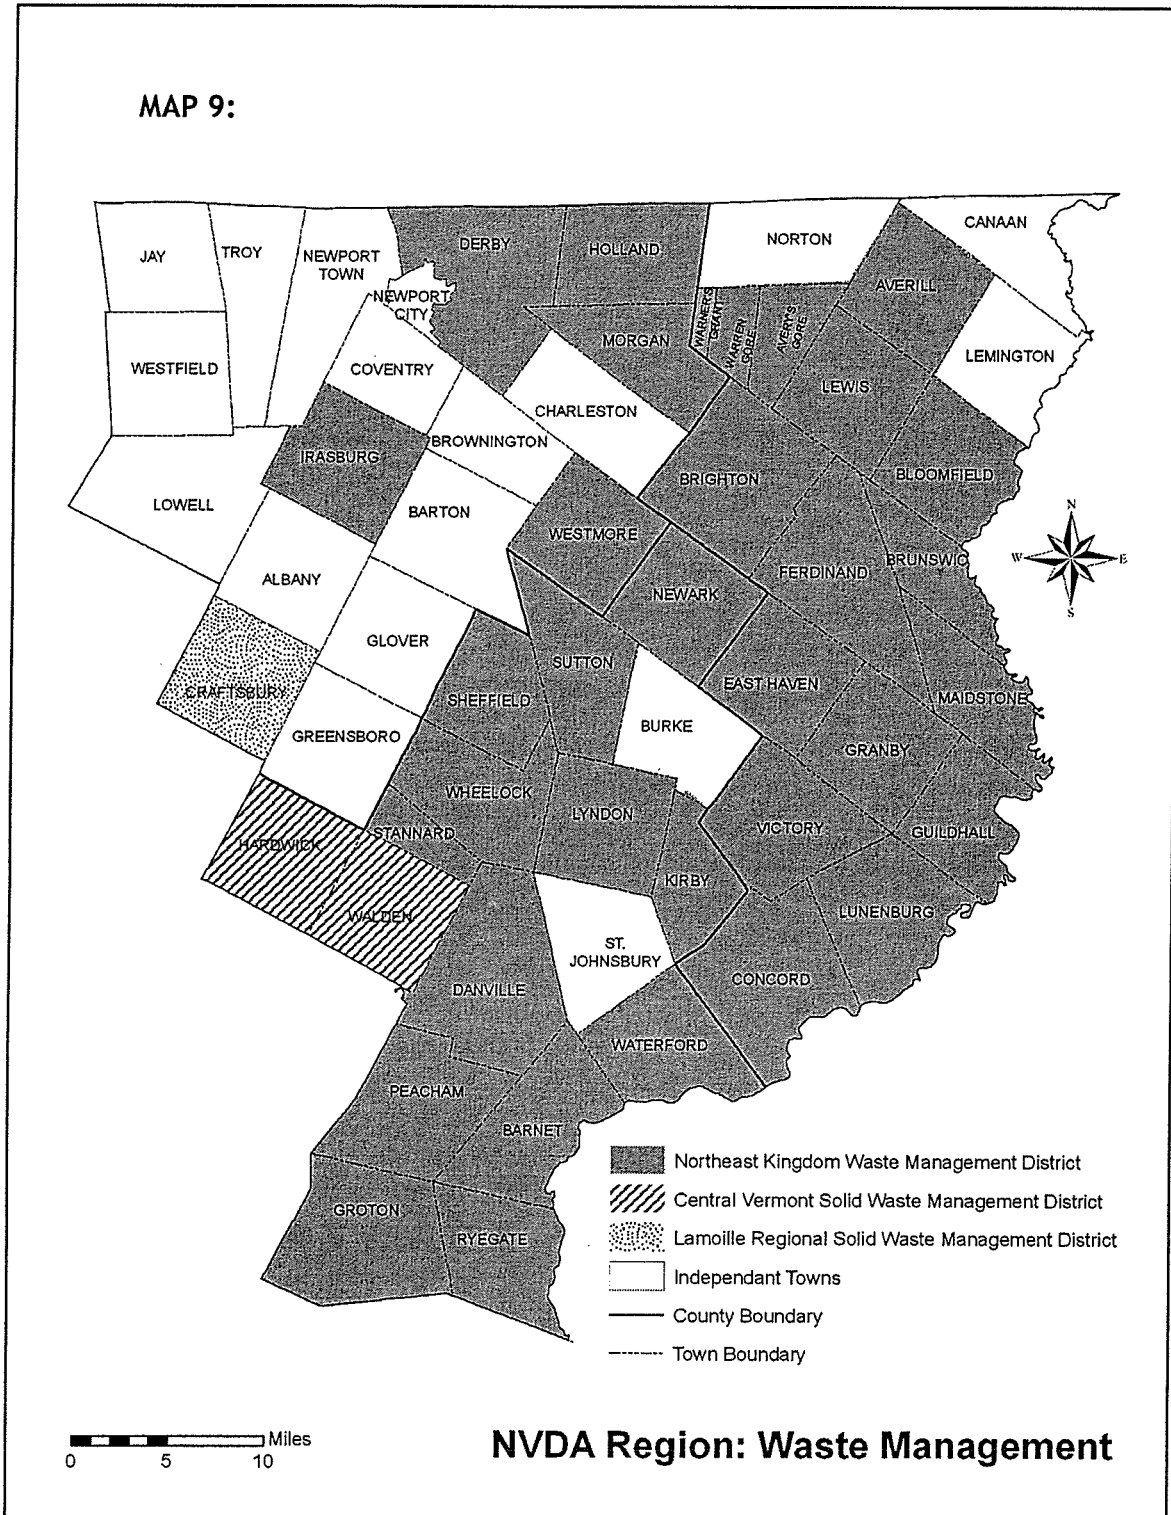 MAP 9:
CANAAN
DERBY
HOLLAND
NORTON
JAY
TROY
NEWPORT
TOWN
AVERILL
NEWPORT
CITY
WARNER'S
GRANT
WARREN
GORE
AVERY'S
GORE
MORGAN
LEMINGTON
WESTFIELD
COVENTRY
LEWIS
CHARLESTON
BROWNINGTON
IRASBURG
BRIGHTON
BLOOMFIELD
LOWELL
BARTON
WESTMORE
N
W
E
S
BRUNSWIC
FERDINAND
ALBANY
NEWARK
GLOVER
SUTTON
EAST HAVEN
CRAFTSBURY
SHEFFIELD
MAIDSTONE
BURKE
GREENSBORO
GRANBY
WHEELOCK
LYNDON
VICTORY
STANNARD
GUILDHALL
HARDWICK
KIRBY
WALDEN
LUNENBURG
ST.
JOHNSBURY
CONCORD
DANVILLE
WATERFORD
PEACHAM
BARNET
GROTON
RYEGATE
Northeast Kingdom Waste Management District
Central Vermont Solid Waste Management District
Lamoille Regional Solid Waste Management District
Independant Towns
County Boundary
Town Boundary
Miles
0 5 10
NVDA Region: Waste Management